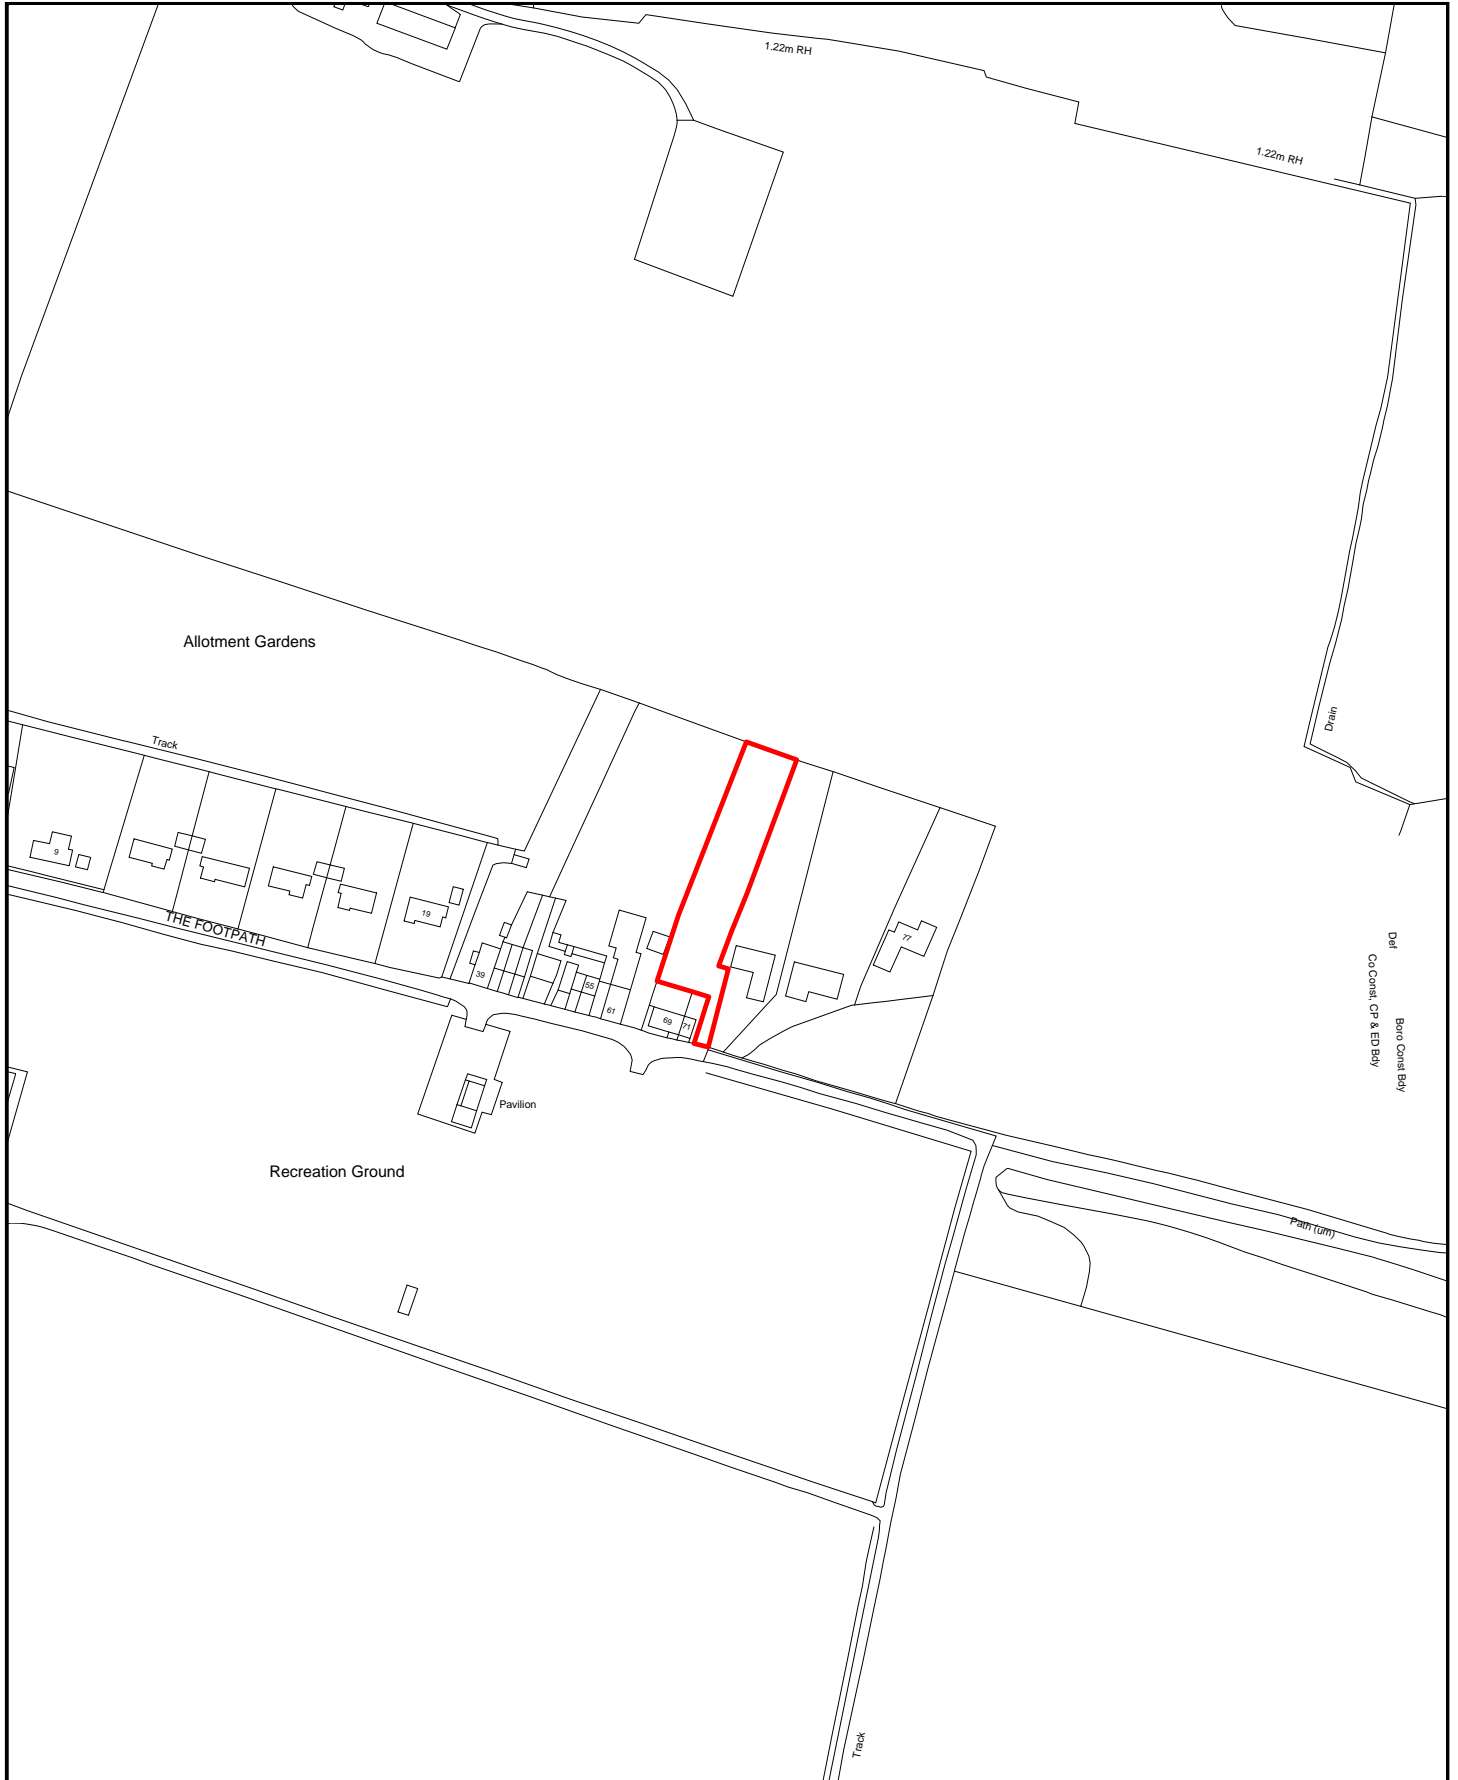 1.22m RH
1.22m RH
Allotment Gardens
Drain
Track
9
19
THE FOOTPATH
77
39
55
61
69
71
Def
Co Const, CP & ED Bdy
Boro Const Bdy
Pavilion
Recreation Ground
Path (um)
Track